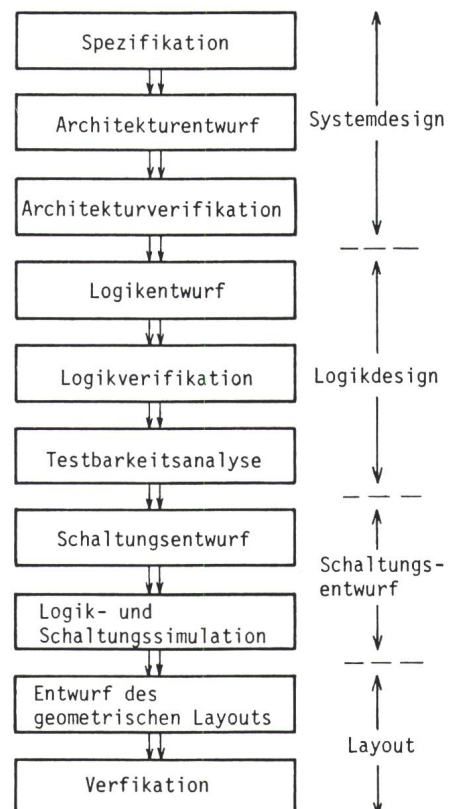 Spezifikation
Architekturentwurf
Systemdesign
Architekturverifikation
Logikentwurf
Logikverifikation
Logikdesign
Testbarkeitsanalyse
Schaltungsentwurf
Schaltungs-
entwurf
Logik- und
Schaltungssimulation
Entwurf des
geometrischen Layouts
Layout
Verfikation